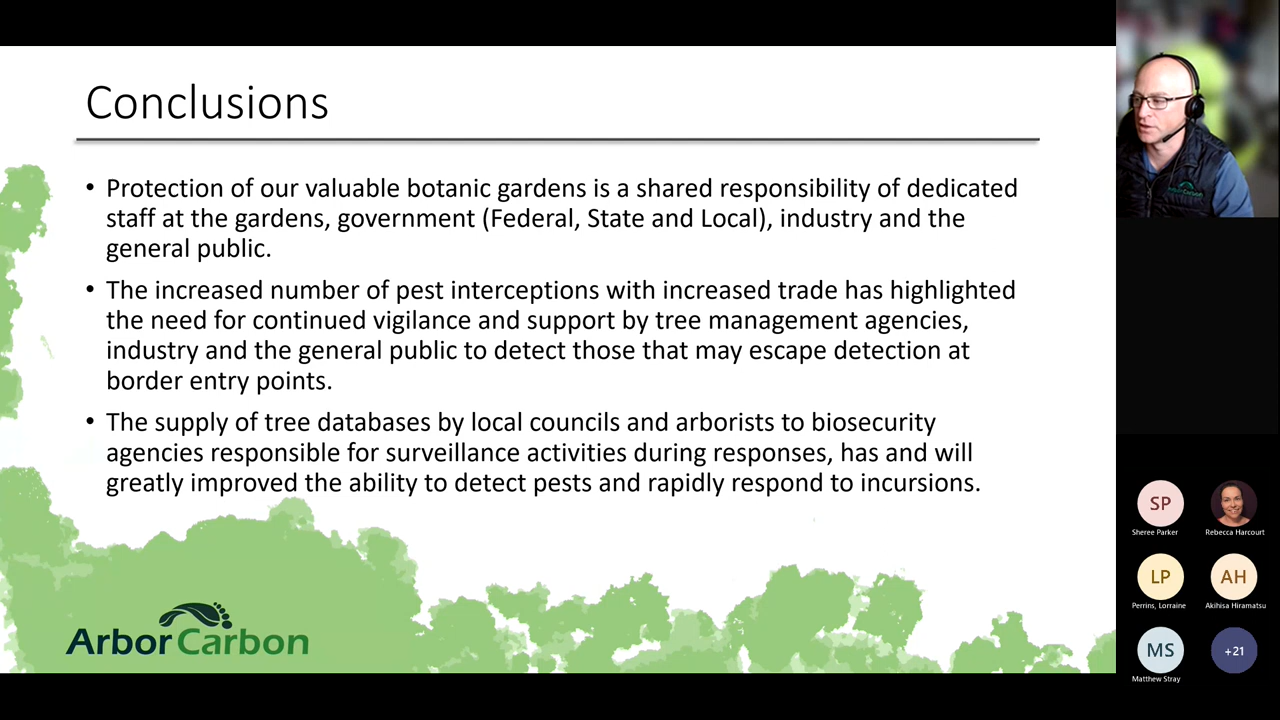 Conclusions
• Protection of our valuable botanic gardens is a shared responsibility of dedicated
staff at the gardens, government (Federal, State and Local), industry and the
general public.
• The increased number of pest interceptions with increased trade has highlighted
the need for continued vigilance and support by tree management agencies,
industry and the general public to detect those that may escape detection at
border entry points.
• The supply of tree databases by local councils and arborists to biosecurity
agencies responsible for surveillance activities during responses, has and will
greatly improved the ability to detect pests and rapidly respond to incursions.
ArborCarbon
SP
Sheree Parker
Rebecca Harcourt
LP
AH
Perrins, Lorraine
Akihisa Hiramatsu
MS
+21
Matthew Stray